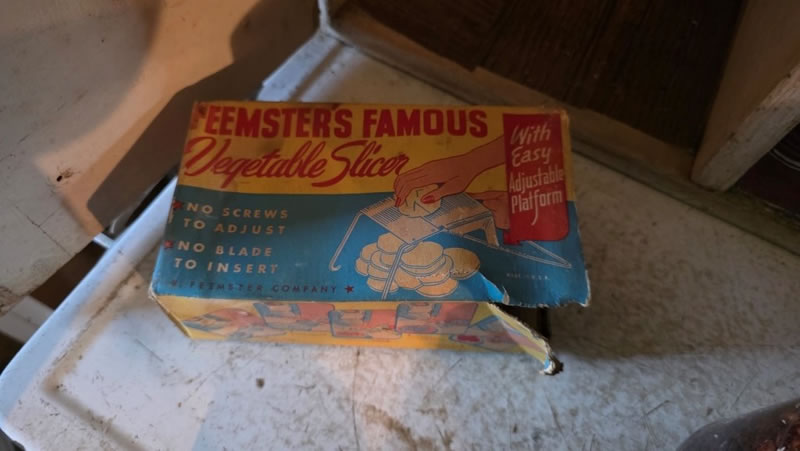 FEEMSTER'S FAMOUS
Vegetable Slicer
With
Easy
Adjustable
Platform
NO SCREWS
TO ADJUST
NO BLADE
TO INSERT
FEEMSTER COMPANY